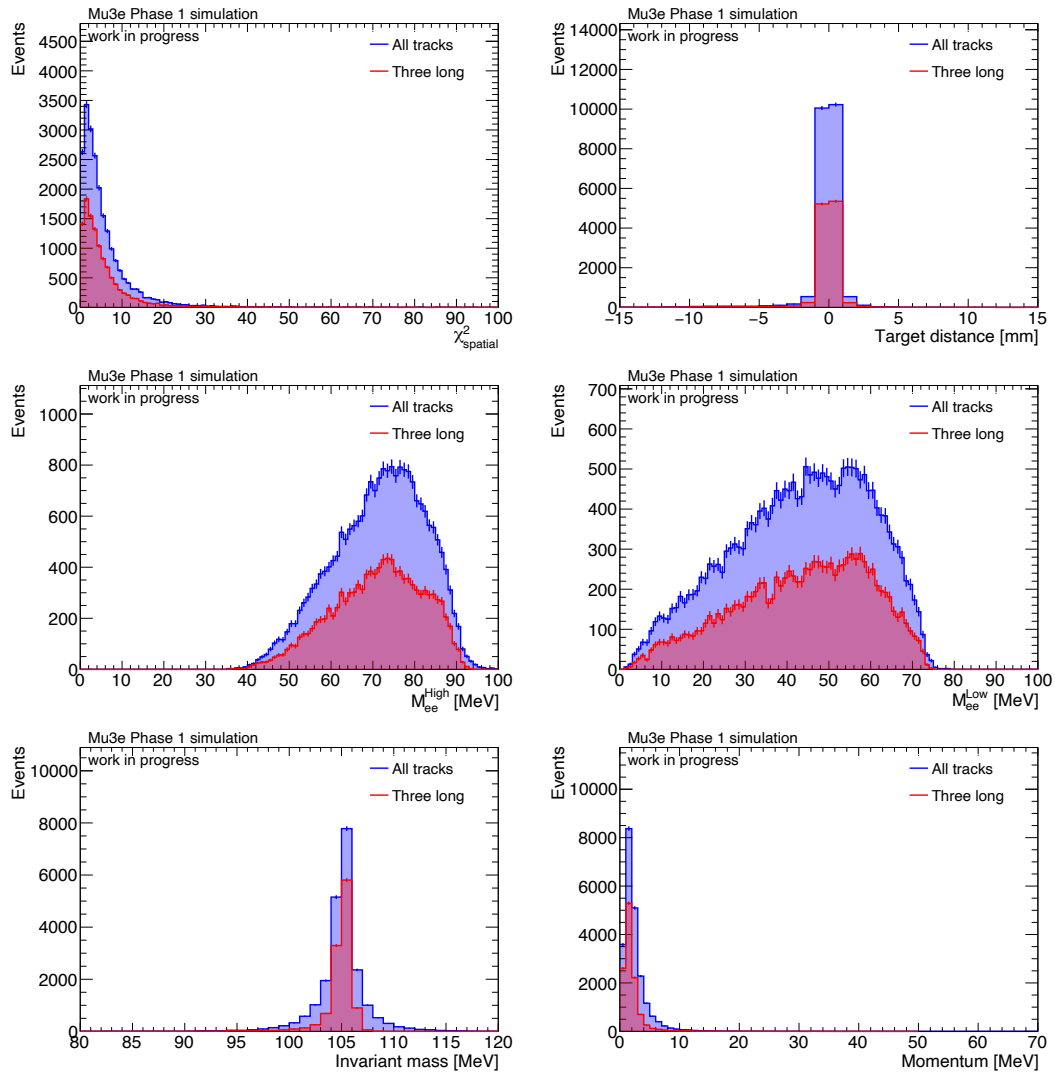 Mu3e Phase 1 simulation
work in progress
All tracks
Three long
Events
4500
4000
3500
3000
2500
2000
1500
1000
500
0
0 10 20 30 40 50 60 70 80 90 100
χ²spatial
Mu3e Phase 1 simulation
work in progress
All tracks
Three long
Events
14000
12000
10000
8000
6000
4000
2000
0
−15 −10 −5 0 5 10 15
Target distance [mm]
Mu3e Phase 1 simulation
work in progress
All tracks
Three long
Events
1000
800
600
400
200
0
0 10 20 30 40 50 60 70 80 90 100
M ee High [MeV]
Mu3e Phase 1 simulation
work in progress
All tracks
Three long
Events
700
600
500
400
300
200
100
0
0 10 20 30 40 50 60 70 80 90 100
M ee Low [MeV]
Mu3e Phase 1 simulation
work in progress
All tracks
Three long
Events
10000
8000
6000
4000
2000
0
80 85 90 95 100 105 110 115 120
Invariant mass [MeV]
Mu3e Phase 1 simulation
work in progress
All tracks
Three long
Events
10000
8000
6000
4000
2000
0
0 10 20 30 40 50 60 70
Momentum [MeV]